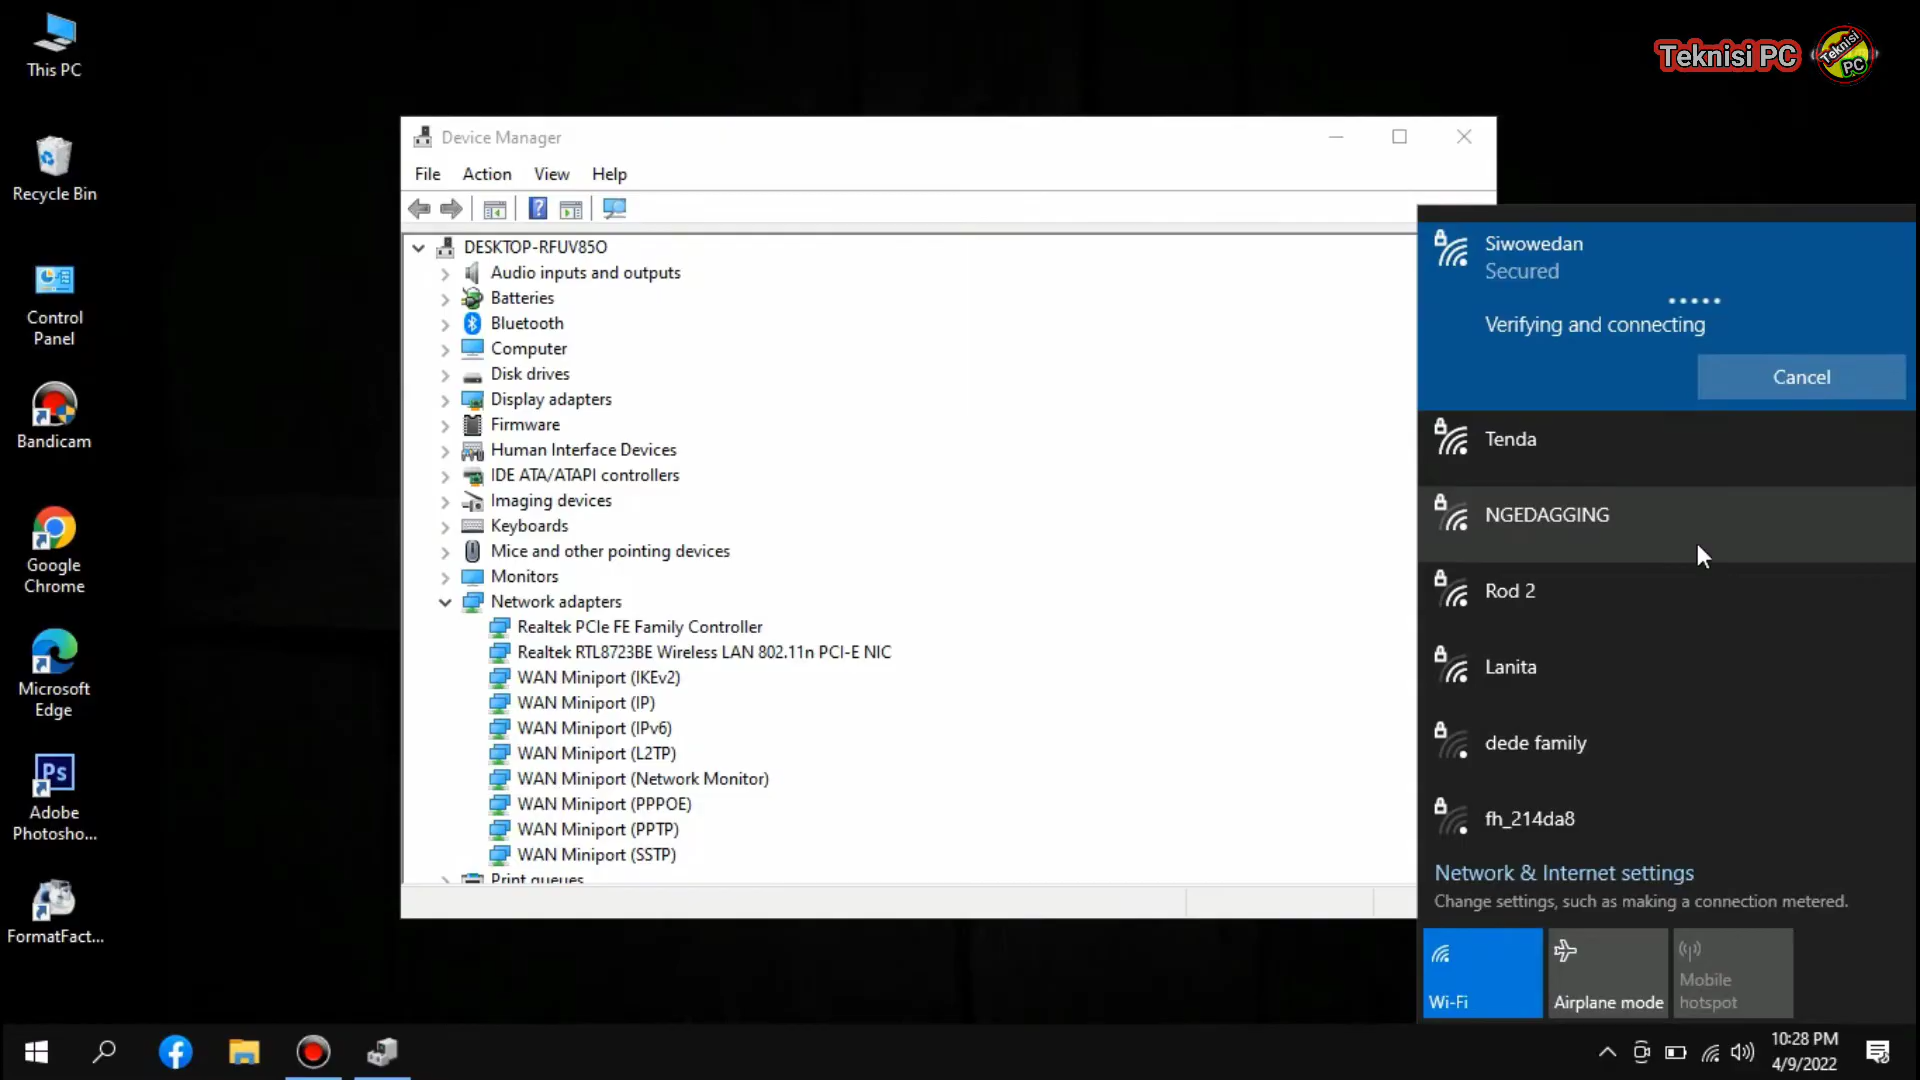 This PC
Recycle Bin
Control
Panel
Bandicam
Google
Chrome
Microsoft
Edge
Ps
Adobe
Photosho...
FormatFact...
Teknisi PC
Teknisi
PC
Device Manager
File Action View Help
DESKTOP-RFUV85O
Audio inputs and outputs
Batteries
Bluetooth
Computer
Disk drives
Display adapters
Firmware
Human Interface Devices
IDE ATA/ATAPI controllers
Imaging devices
Keyboards
Mice and other pointing devices
Monitors
Network adapters
Realtek PCIe FE Family Controller
Realtek RTL8723BE Wireless LAN 802.11n PCI-E NIC
WAN Miniport (IKEv2)
WAN Miniport (IP)
WAN Miniport (IPv6)
WAN Miniport (L2TP)
WAN Miniport (Network Monitor)
WAN Miniport (PPPOE)
WAN Miniport (PPTP)
WAN Miniport (SSTP)
Print queues
Siwowedan
Secured
Verifying and connecting
Cancel
Tenda
NGEDAGGING
Rod 2
Lanita
dede family
fh_214da8
Network & Internet settings
Change settings, such as making a connection metered.
Wi-Fi
Airplane mode
Mobile
hotspot
10:28 PM
4/9/2022